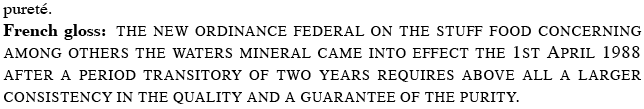 pureté.
French gloss: THE NEW ORDINANCE FEDERAL ON THE STUFF FOOD CONCERNING
AMONG OTHERS THE WATERS MINERAL CAME INTO EFFECT THE 1ST APRIL 1988
AFTER A PERIOD TRANSITORY OF TWO YEARS REQUIRES ABOVE ALL A LARGER
CONSISTENCY IN THE QUALITY AND A GUARANTEE OF THE PURITY.